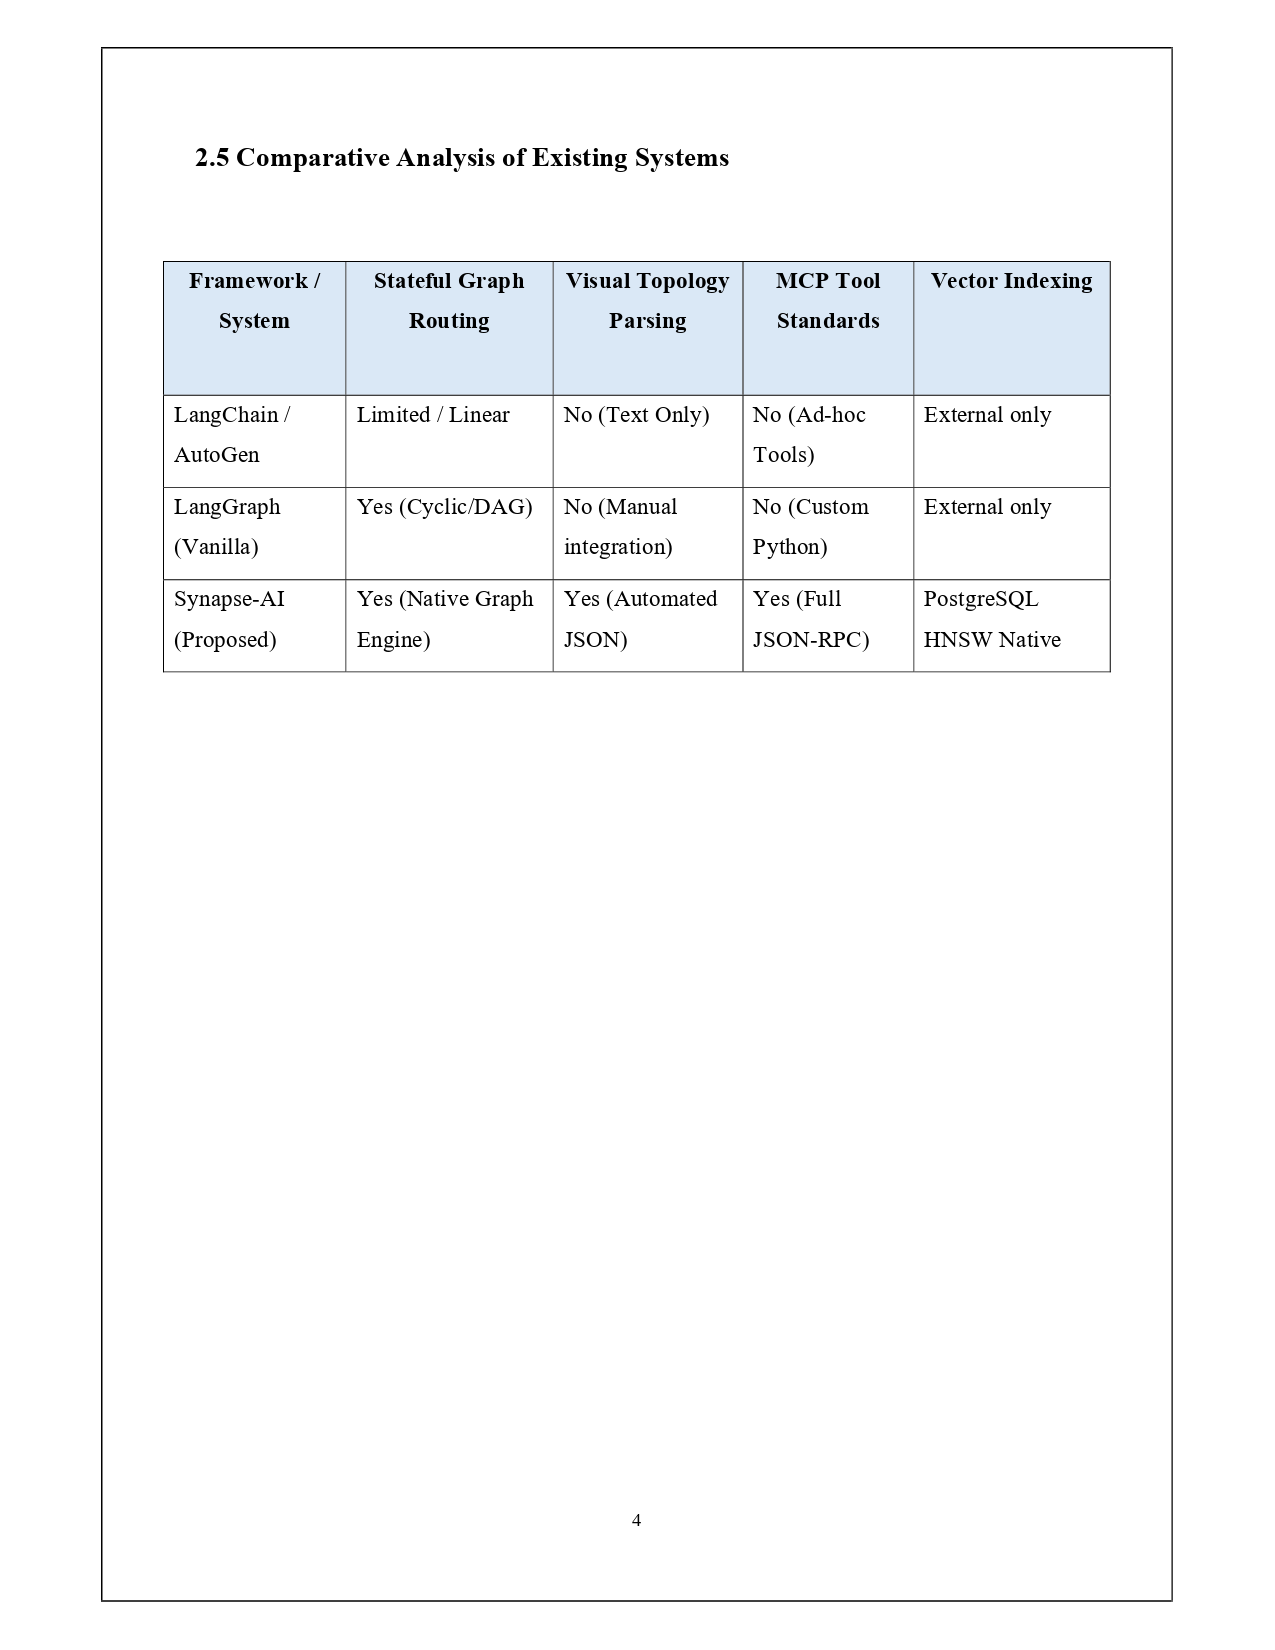 2.5 Comparative Analysis of Existing Systems
Framework /
System
Stateful Graph
Routing
Visual Topology
Parsing
MCP Tool
Standards
Vector Indexing
LangChain /
AutoGen
Limited / Linear
No (Text Only)
No (Ad-hoc
Tools)
External only
LangGraph
(Vanilla)
Yes (Cyclic/DAG)
No (Manual
integration)
No (Custom
Python)
External only
Synapse-AI
(Proposed)
Yes (Native Graph
Engine)
Yes (Automated
JSON)
Yes (Full
JSON-RPC)
PostgreSQL
HNSW Native
4